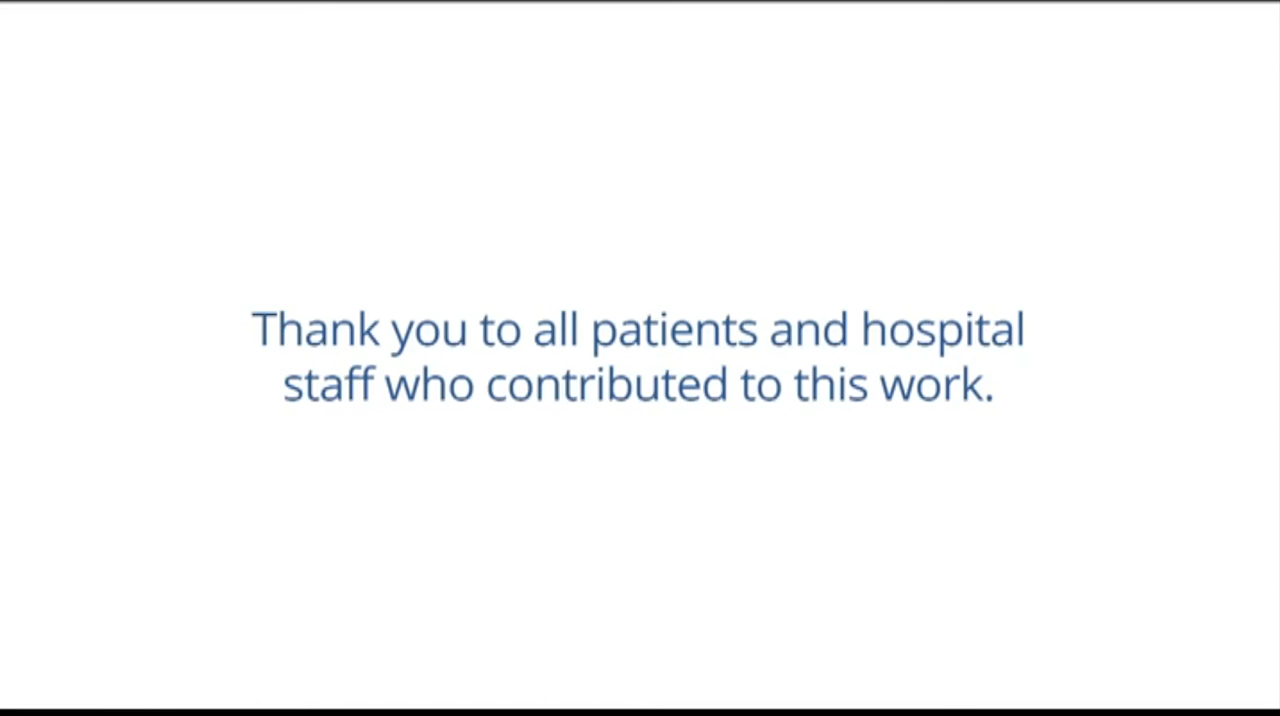 Thank you to all patients and hospital
staff who contributed to this work.